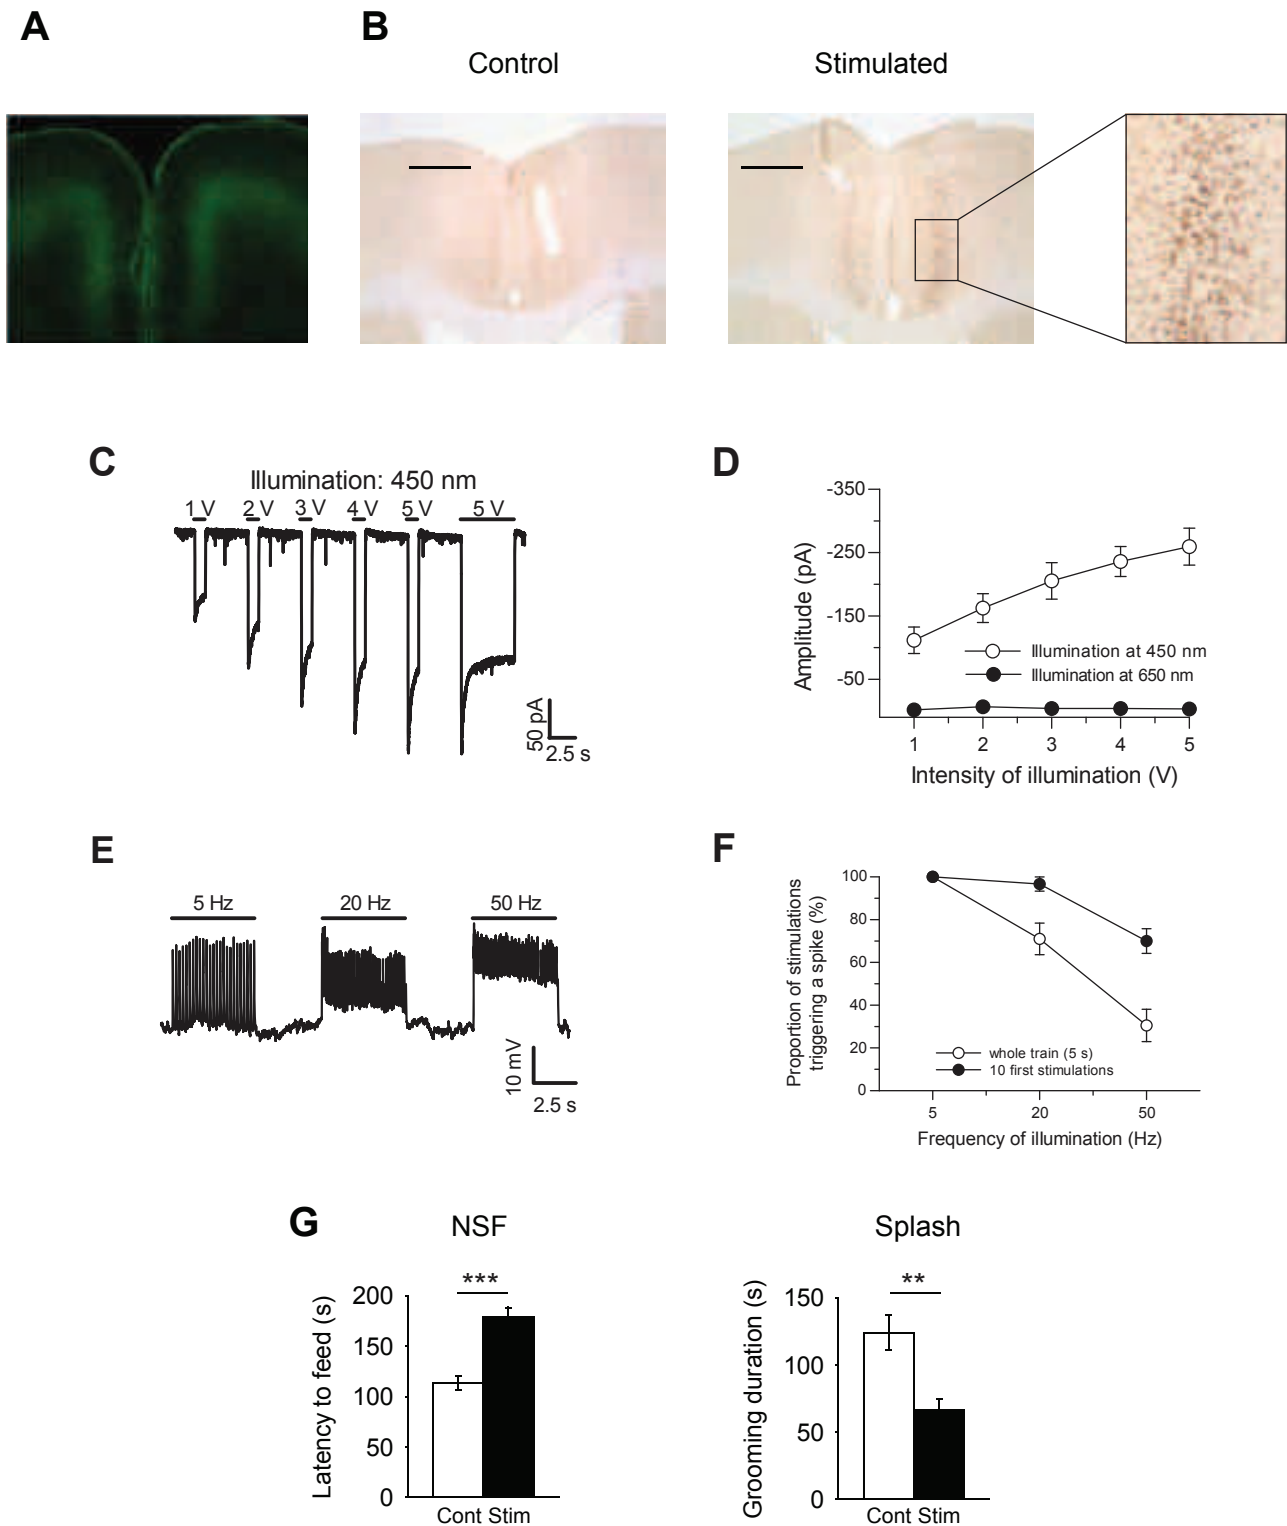 A
B
Control
Stimulated
C
Illumination: 450 nm
1 V 2 V 3 V 4 V 5 V 5 V
50 pA
2.5 s
D
-350
-250
-150
-50
Amplitude (pA)
Illumination at 450 nm
Illumination at 650 nm
1 2 3 4 5
Intensity of illumination (V)
E
5 Hz 20 Hz 50 Hz
10 mV
2.5 s
F
100
80
60
40
20
0
Proportion of stimulations
triggering a spike (%)
whole train (5 s)
10 first stimulations
5 20 50
Frequency of illumination (Hz)
G
NSF
***
200
150
100
50
0
Latency to feed (s)
Cont Stim
Splash
**
150
100
50
0
Grooming duration (s)
Cont Stim